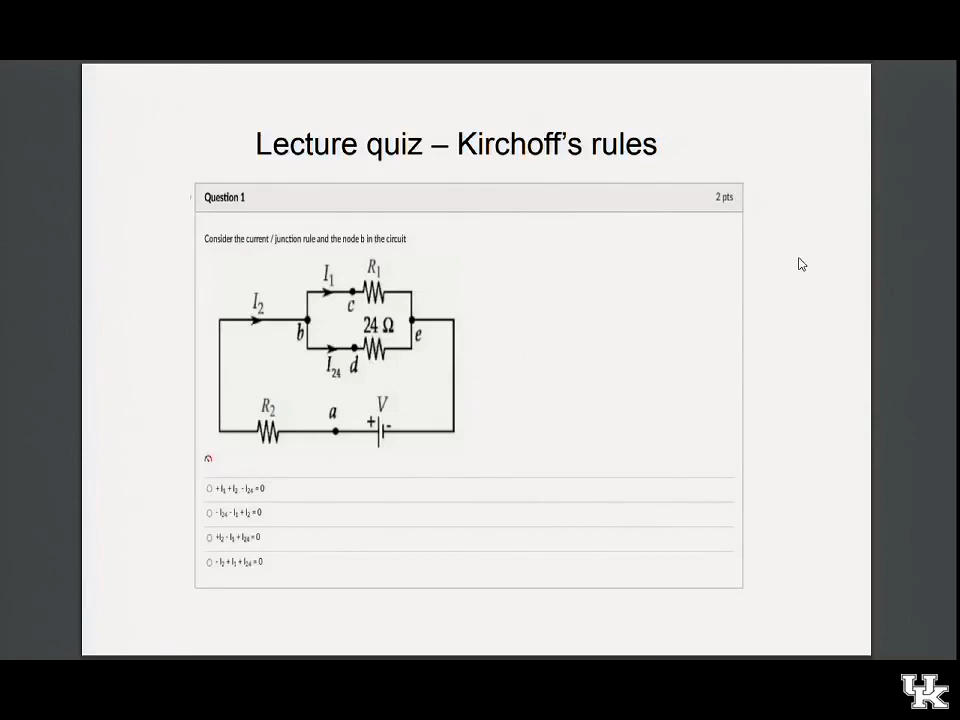 Lecture quiz – Kirchoff's rules
Question 1
2 pts
Consider the current / junction rule and the node b in the circuit
I₁
R₁
I₂
c
b
24 Ω
e
I₂₄
d
R₂
a
V
+
-
+ I₁ + I₂ - I₂₄ = 0
- I₂₄ - I₁ + I₂ = 0
+I₂ - I₁ + I₂₄ = 0
- I₂ + I₁ + I₂₄ = 0
UK